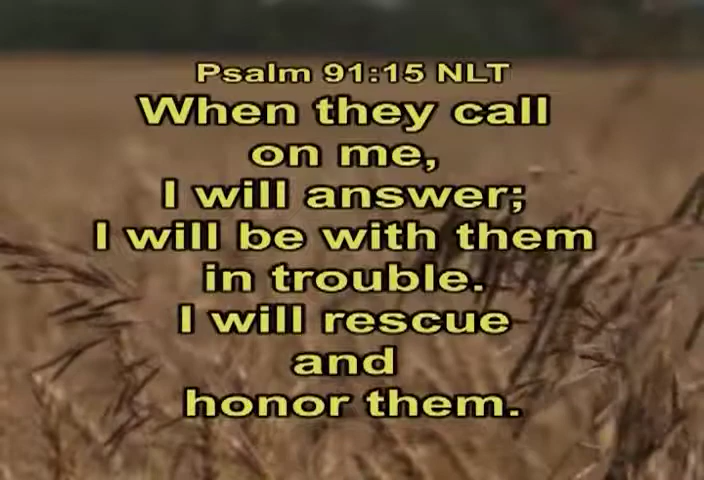 Psalm 91:15 NLT
When they call
on me,
I will answer;
I will be with them
in trouble.
I will rescue
and
honor them.